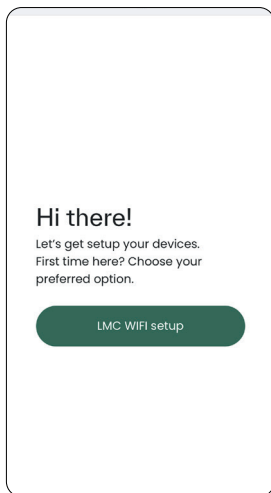 Hi there!
Let's get setup your devices.
First time here? Choose your
preferred option.
LMC WIFI setup